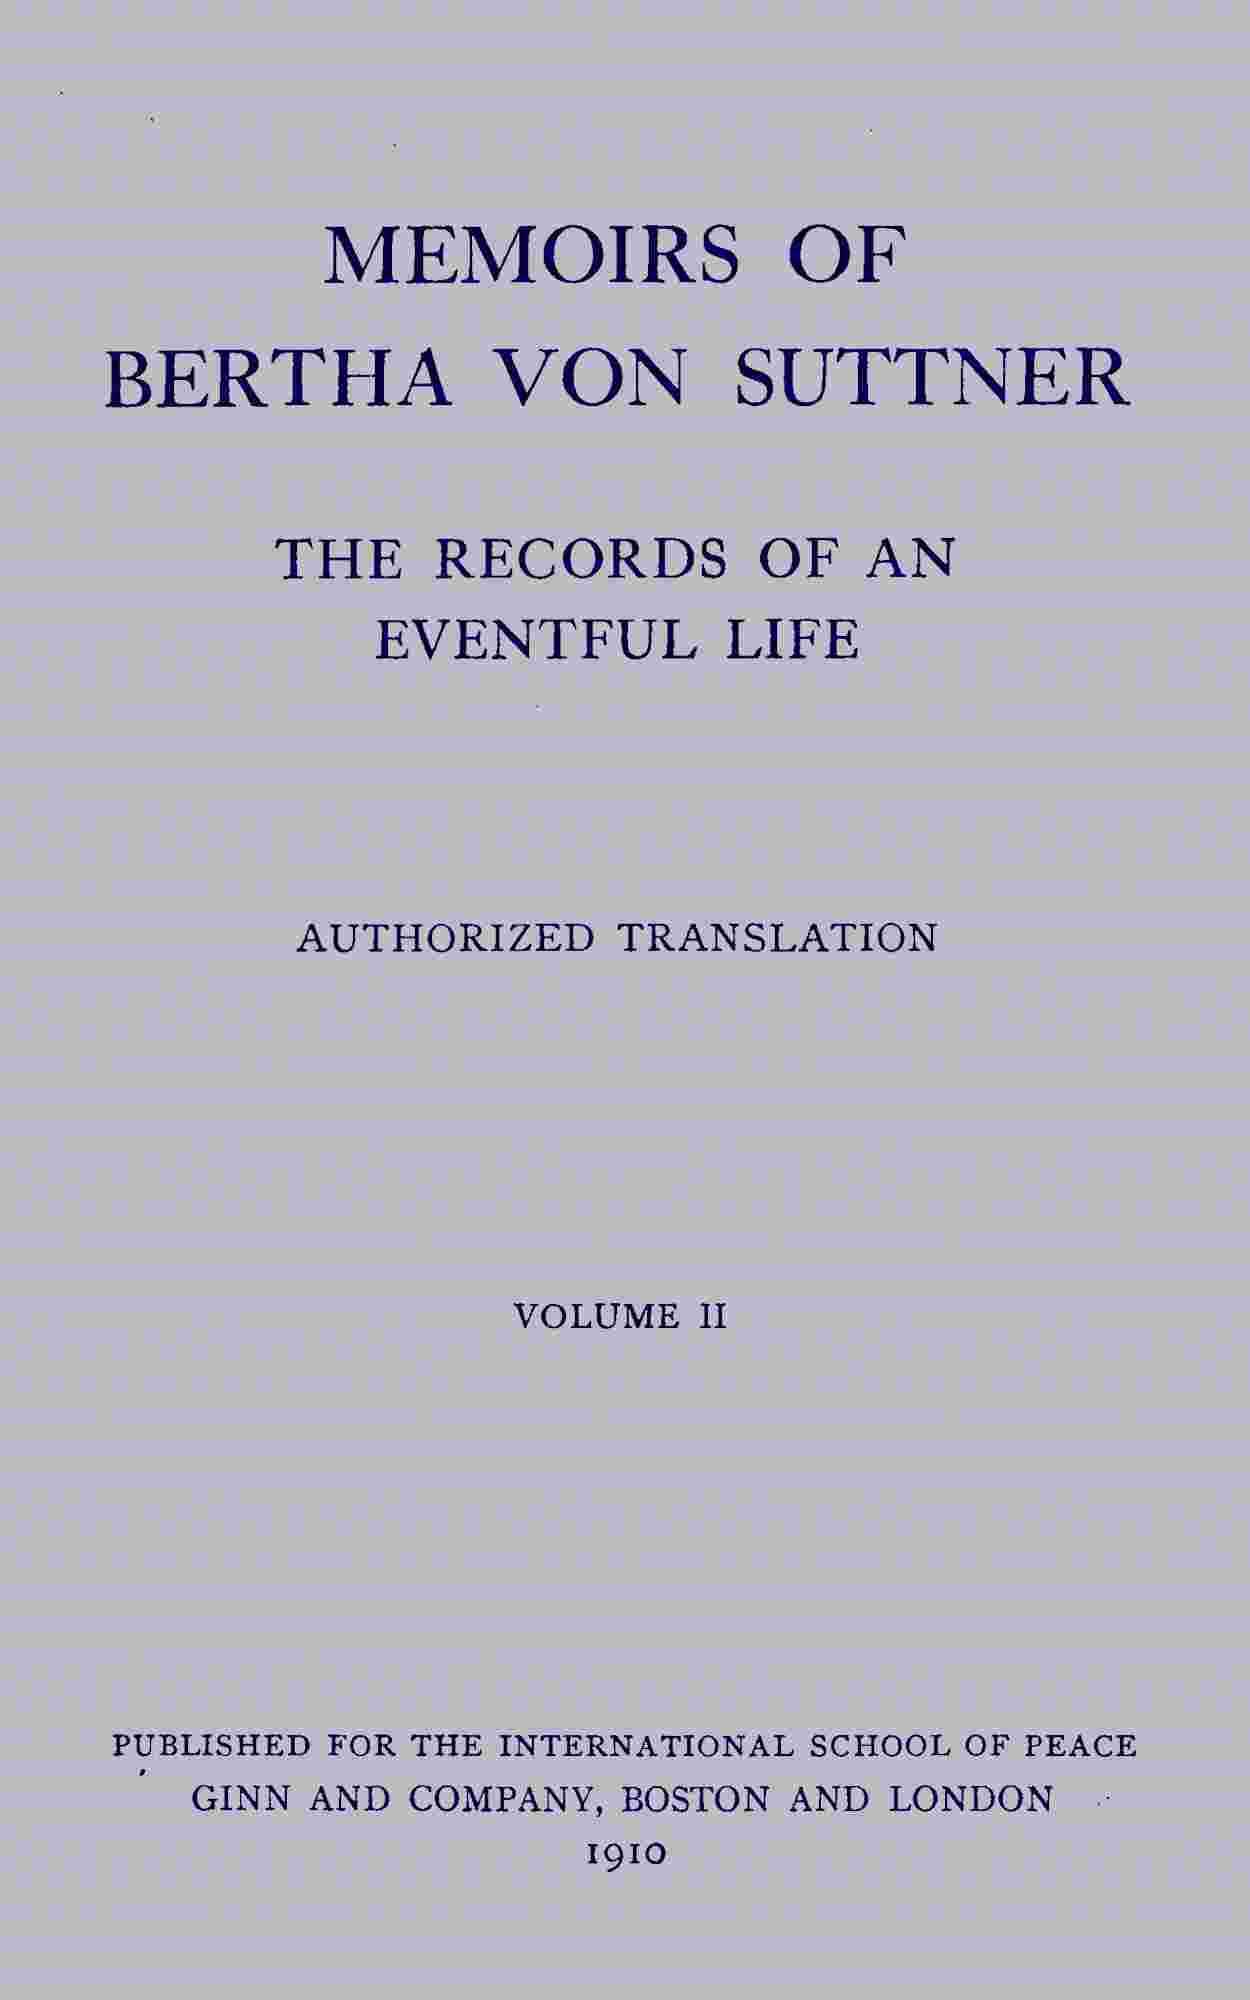 MEMOIRS OF
BERTHA VON SUTTNER
THE RECORDS OF AN
EVENTFUL LIFE
AUTHORIZED TRANSLATION
VOLUME II
PUBLISHED FOR THE INTERNATIONAL SCHOOL OF PEACE
GINN AND COMPANY, BOSTON AND LONDON
1910